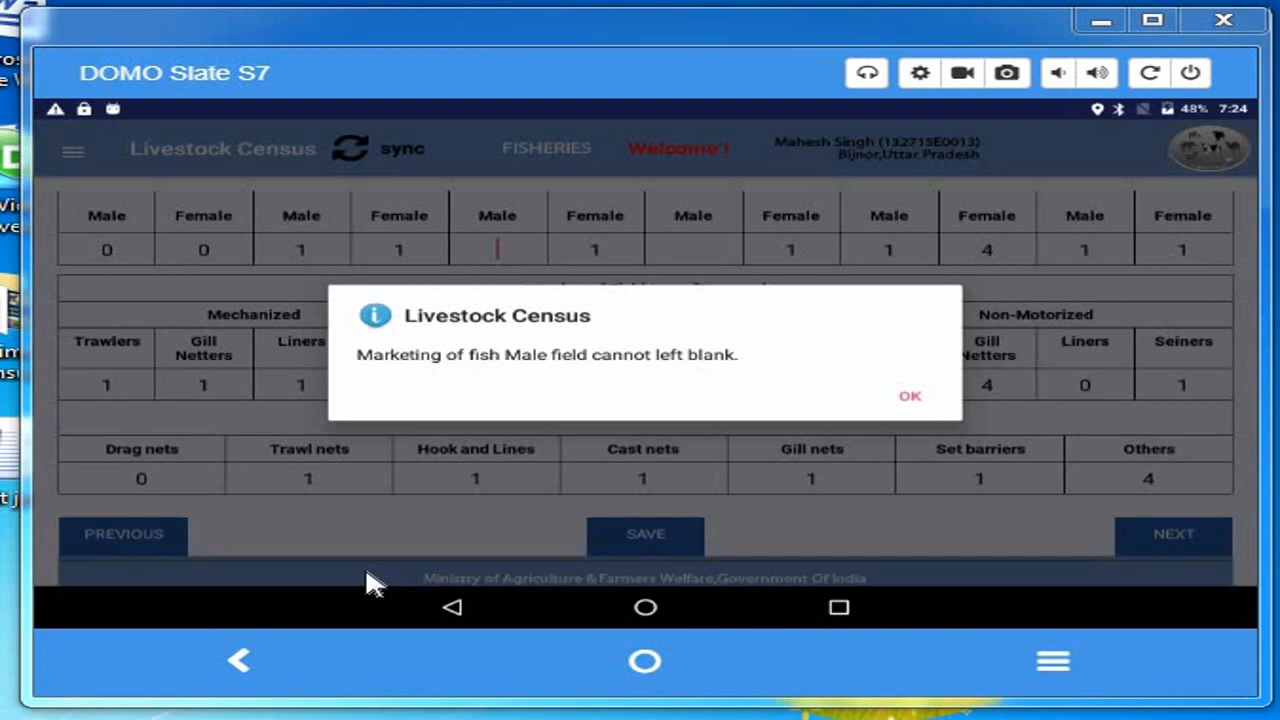 DOMO Slate S7
48% 7:24
Livestock Census sync FISHERIES Welcome'! Mahesh Singh (132715E0013)
Bijnor,Uttar Pradesh
Male Female Male Female Male Female Male Female Male Female Male Female
0 0 1 1 1 1 1 4 1 1
Livestock Census
Marketing of fish Male field cannot left blank.
OK
Mechanized Non-Motorized
Trawlers Gill Netters Liners Gill Netters Liners Seiners
1 1 1 4 0 1
Drag nets Trawl nets Hook and Lines Cast nets Gill nets Set barriers Others
0 1 1 1 1 1 4
PREVIOUS SAVE NEXT
Ministry of Agriculture & Farmers Welfare,Government Of India